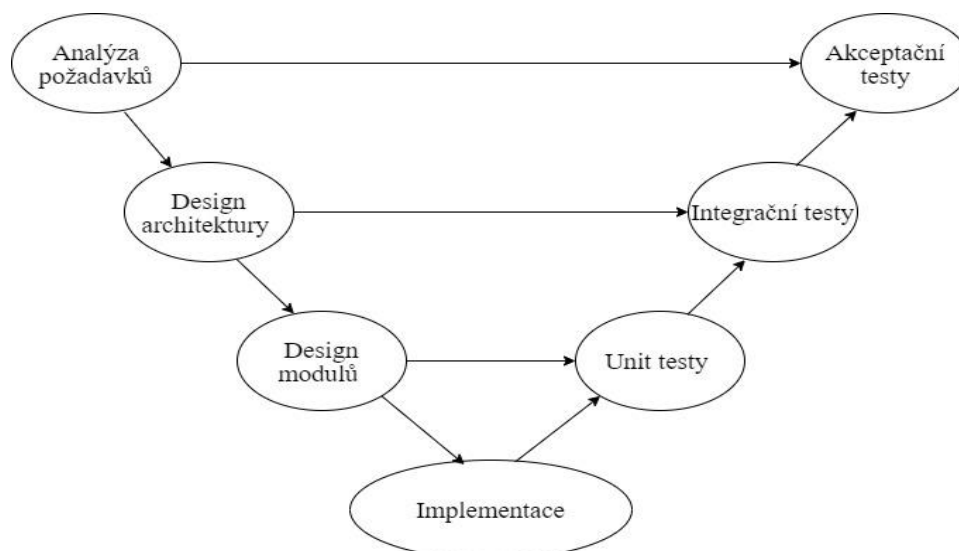 Analýza
požadavků
Akceptační
testy
Design
architektury
Integrační testy
Design
modulů
Unit testy
Implementace